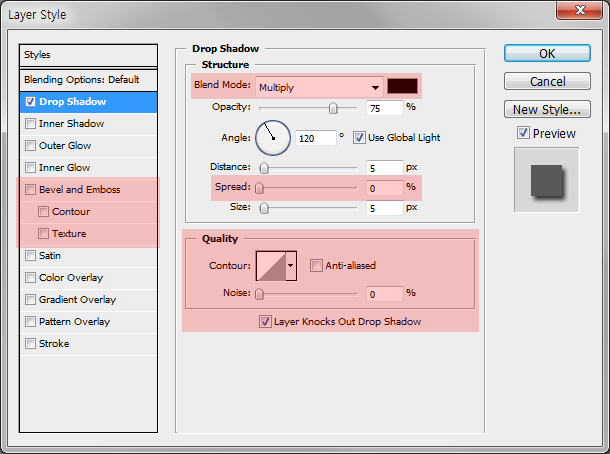 Layer Style
Styles
Blending Options: Default
Drop Shadow
Inner Shadow
Outer Glow
Inner Glow
Bevel and Emboss
Contour
Texture
Satin
Color Overlay
Gradient Overlay
Pattern Overlay
Stroke
Drop Shadow
Structure
Blend Mode: Multiply
Opacity: 75 %
Angle: 120 ° Use Global Light
Distance: 5 px
Spread: 0 %
Size: 5 px
Quality
Contour: Anti-aliased
Noise: 0 %
Layer Knocks Out Drop Shadow
OK
Cancel
New Style...
Preview